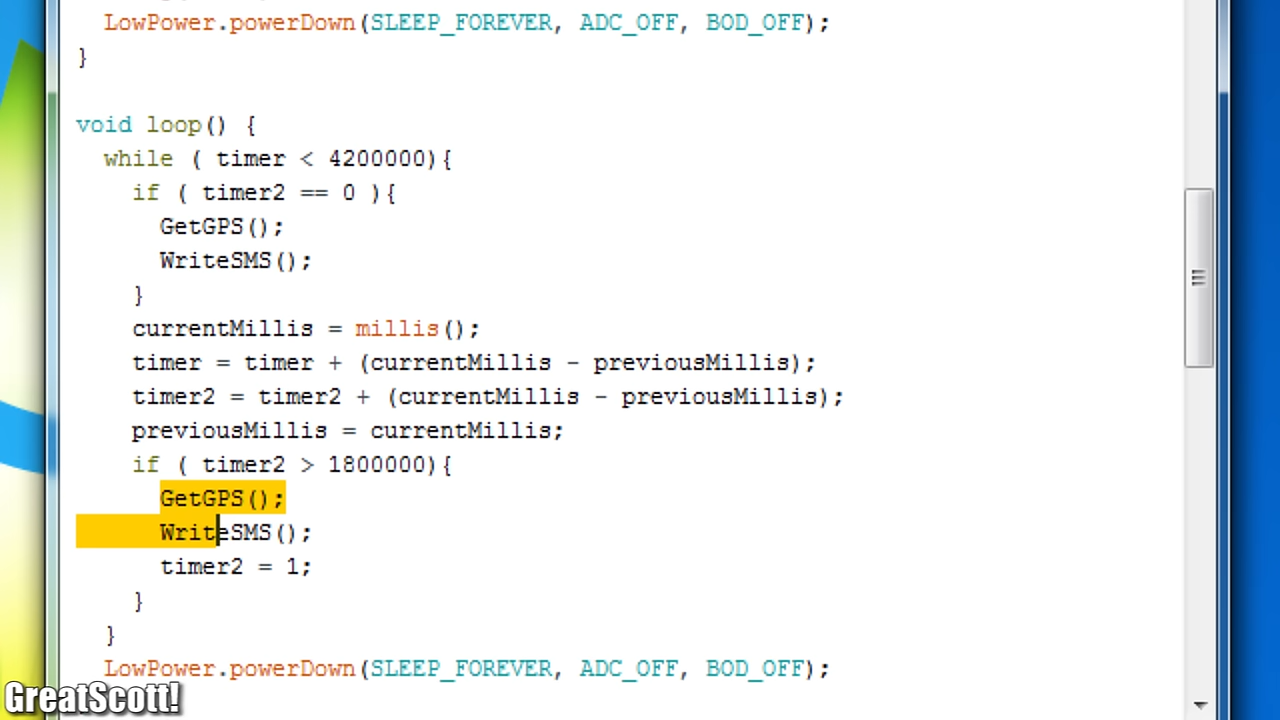 LowPower.powerDown(SLEEP_FOREVER, ADC_OFF, BOD_OFF);
}
void loop() {
while ( timer < 4200000){
if ( timer2 == 0 ){
GetGPS();
WriteSMS();
}
currentMillis = millis();
timer = timer + (currentMillis - previousMillis);
timer2 = timer2 + (currentMillis - previousMillis);
previousMillis = currentMillis;
if ( timer2 > 1800000){
GetGPS();
WriteSMS();
timer2 = 1;
}
}
LowPower.powerDown(SLEEP_FOREVER, ADC_OFF, BOD_OFF);
GreatScott!